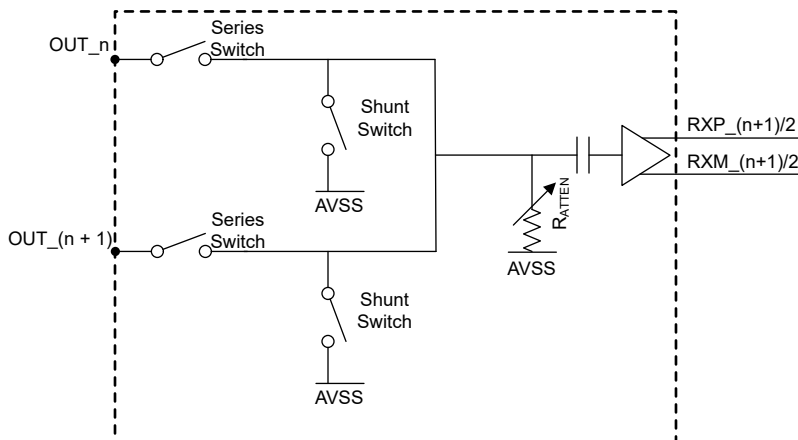 OUT_n
Series
Switch
Shunt
Switch
AVSS
RXP_(n+1)/2
RXM_(n+1)/2
RATTEN
AVSS
OUT_(n + 1)
Series
Switch
Shunt
Switch
AVSS